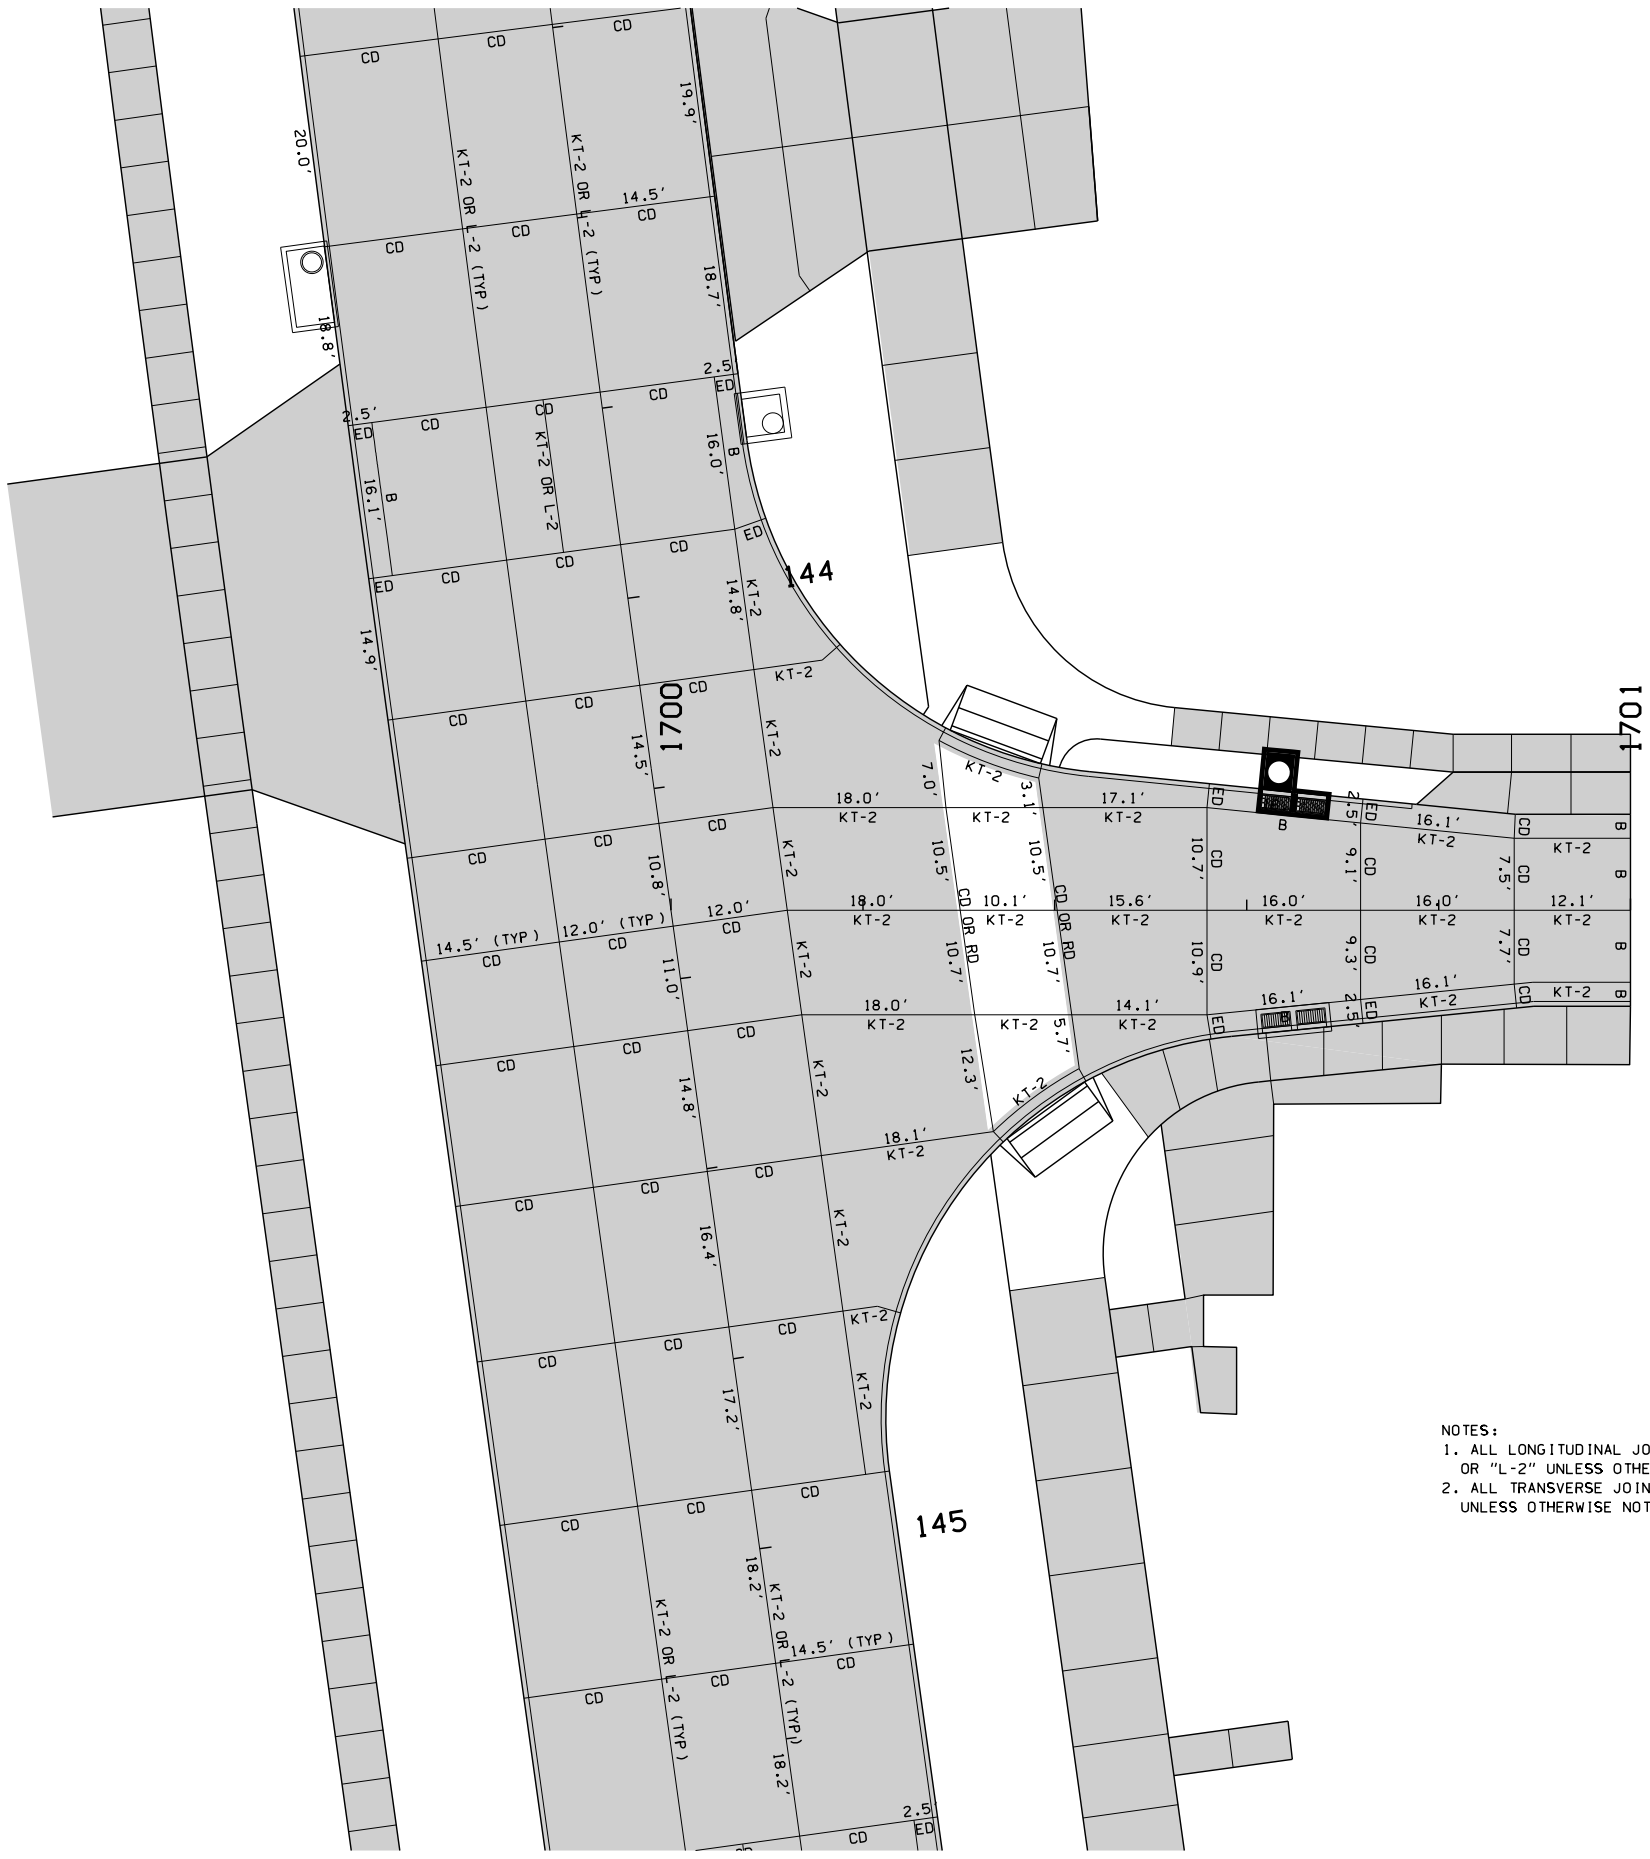 CD
CD
CD
20.0'
19.9'
KT-2 OR L-2 (TYP)
KT-2 OR L-2 (TYP)
14.5'
CD
CD
CD
18.8'
18.7'
2.5'
ED
CD
CD
CD
2.5
ED
16.1'
B
KT-2 OR L-2
16.0'
B
ED
ED
CD
CD
CD
144
14.9'
14.8'
KT-2
CD
CD
CD
KT-2
1700
14.5'
KT-2
7.0'
KT-2
3.1'
1701
CD
CD
CD
18.0'
KT-2
KT-2
17.1'
KT-2
ED
B
2.5'
ED
16.1'
KT-2
CD
KT-2
B
10.8'
KT-2
10.5'
10.5'
10.7'
CD
9.1'
CD
7.5'
CD
B
14.5' (TYP)
CD
12.0' (TYP)
CD
12.0'
CD
18.0'
KT-2
CD OR RD
10.1'
KT-2
CD OR RD
15.6'
KT-2
16.0'
KT-2
16.0'
KT-2
12.1'
KT-2
11.0'
KT-2
10.7'
10.7'
10.9'
CD
9.3'
CD
7.7'
CD
B
CD
CD
CD
18.0'
KT-2
KT-2
14.1'
KT-2
ED
16.1'
B
2.5'
ED
16.1'
KT-2
CD
KT-2
B
14.8'
KT-2
12.3'
5.7'
KT-2
CD
CD
CD
18.1'
KT-2
16.4'
KT-2
CD
CD
CD
KT-2
17.2'
KT-2
CD
CD
CD
145
NOTES:
1. ALL LONGITUDINAL JO
OR "L-2" UNLESS OTHE
2. ALL TRANSVERSE JOIN
UNLESS OTHERWISE NOT
18.2'
KT-2 OR L-2 (TYP)
KT-2 OR L-2 (TYP)
14.5' (TYP)
CD
CD
CD
18.2'
2.5
ED
CD